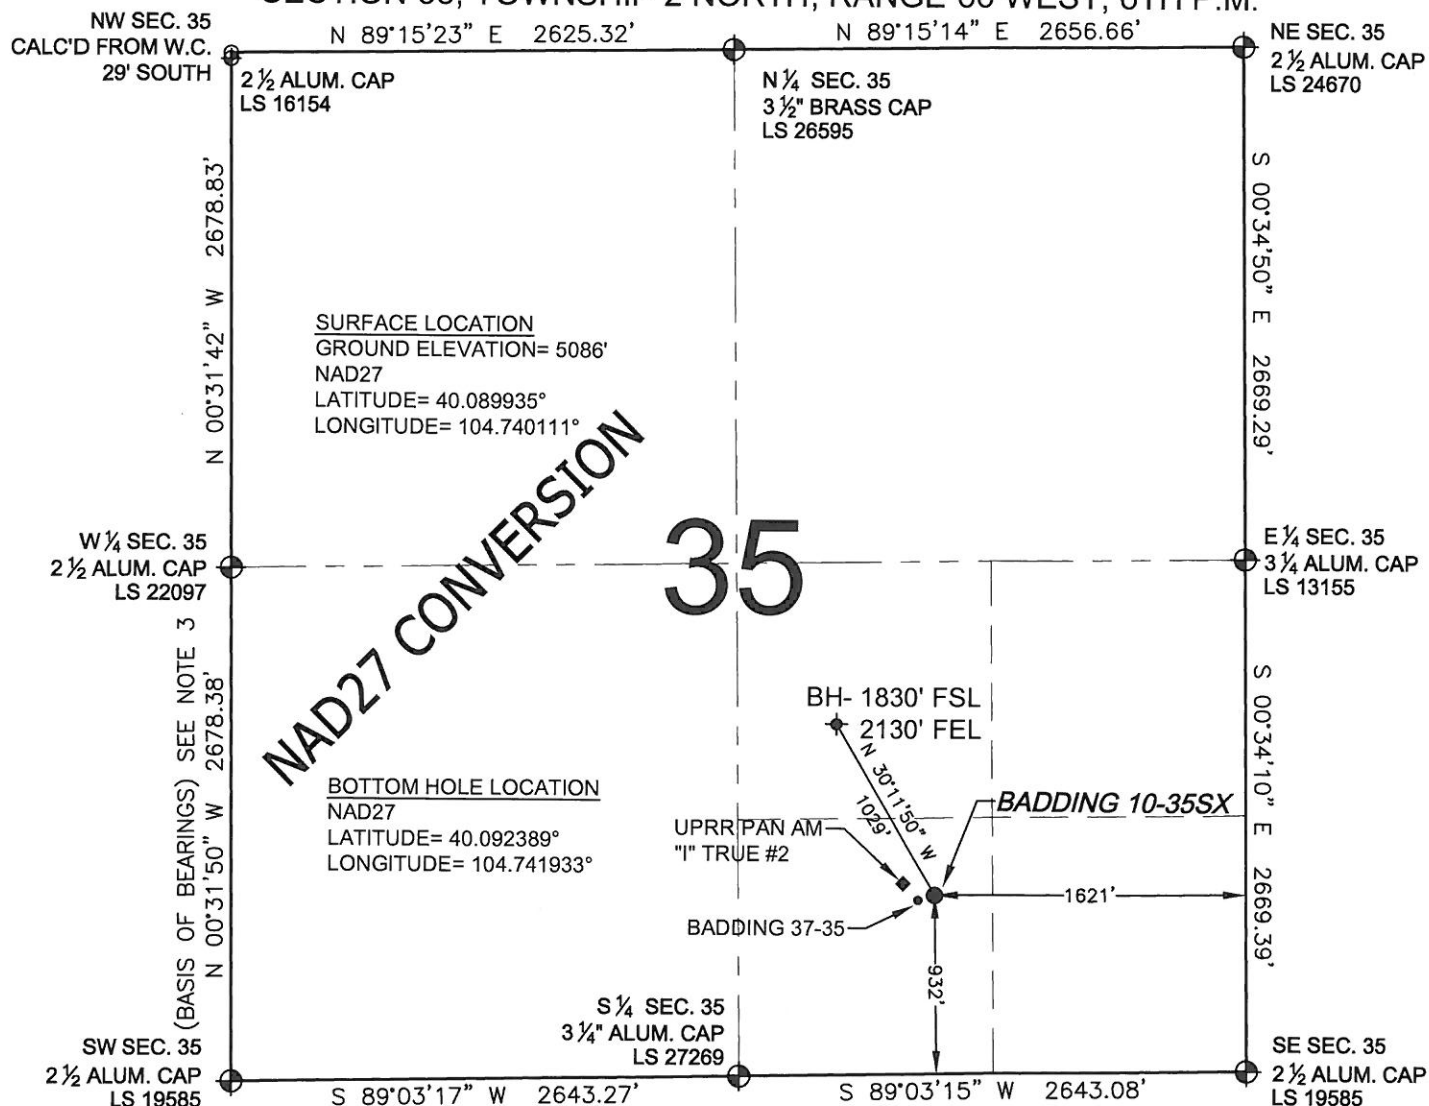 NW SEC. 35
CALC'D FROM W.C.
29' SOUTH
2 ½ ALUM. CAP
LS 16154
N 89°15'23" E 2625.32'
N 89°15'14" E 2656.66'
N ¼ SEC. 35
3 ½" BRASS CAP
LS 26595
NE SEC. 35
2 ½ ALUM. CAP
LS 24670
N 00°31'42" W 2678.83'
S 00°34'50" E 2669.29'
SURFACE LOCATION
GROUND ELEVATION= 5086'
NAD27
LATITUDE= 40.089935°
LONGITUDE= 104.740111°
NAD27 CONVERSION
35
W ¼ SEC. 35
2 ½ ALUM. CAP
LS 22097
E ¼ SEC. 35
3 ¼ ALUM. CAP
LS 13155
(BASIS OF BEARINGS) SEE NOTE 3
N 00°31'50" W 2678.38'
S 00°34'10" E 2669.39'
BH- 1830' FSL
2130' FEL
N 30°11'50" W
1029'
BADDING 10-35SX
BOTTOM HOLE LOCATION
NAD27
LATITUDE= 40.092389°
LONGITUDE= 104.741933°
UPRR PAN AM
"I" TRUE #2
BADDING 37-35
1621'
932'
SW SEC. 35
2 ½ ALUM. CAP
LS 19585
S 89°03'17" W 2643.27'
S ¼ SEC. 35
3 ¼" ALUM. CAP
LS 27269
S 89°03'15" W 2643.08'
SE SEC. 35
2 ½ ALUM. CAP
LS 19585